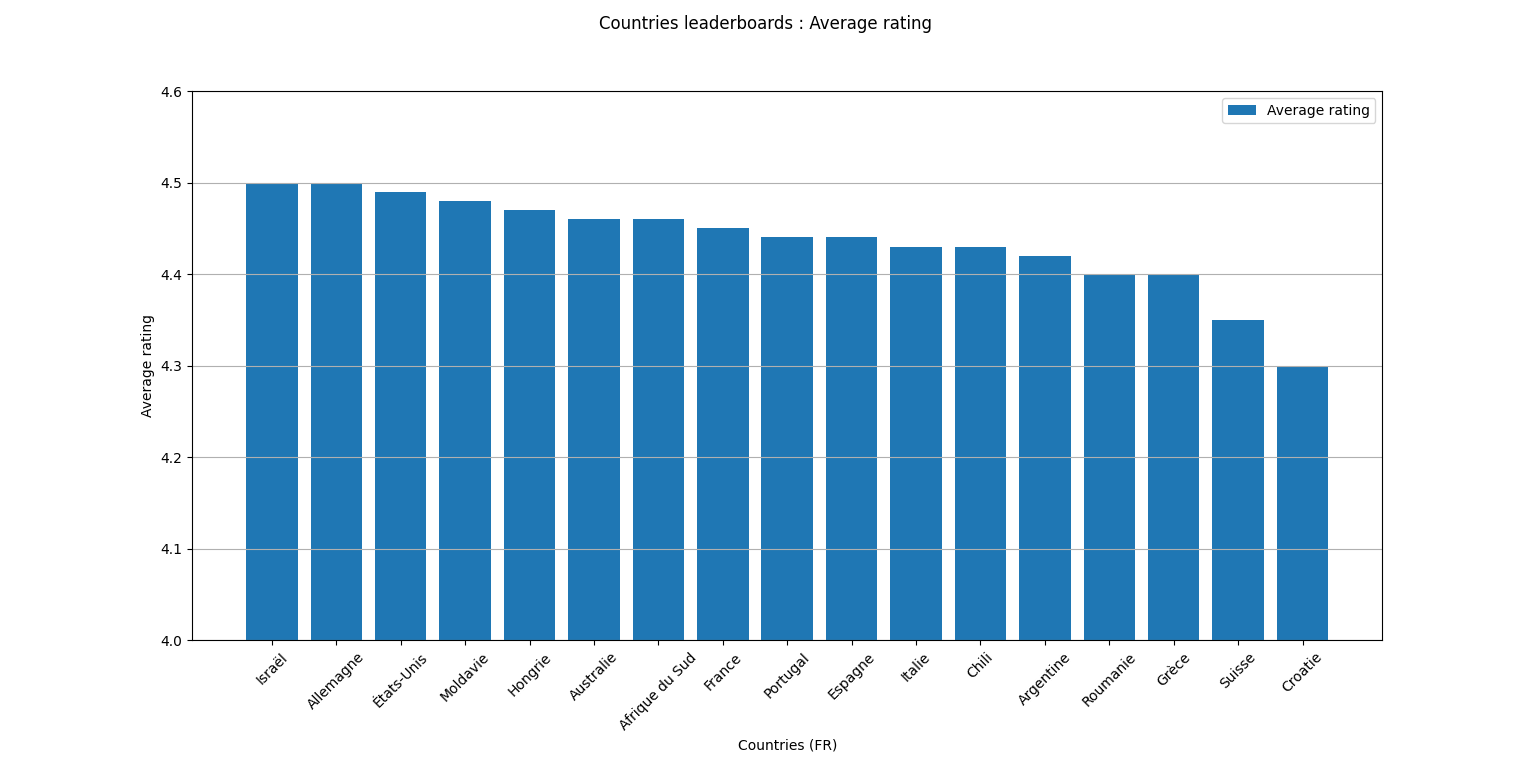 Countries leaderboards : Average rating
Average rating
4.6
4.5
4.4
4.3
4.2
4.1
4.0
Average rating
Israël
Allemagne
États-Unis
Moldavie
Hongrie
Australie
Afrique du Sud
France
Portugal
Espagne
Italie
Chili
Argentine
Roumanie
Grèce
Suisse
Croatie
Countries (FR)